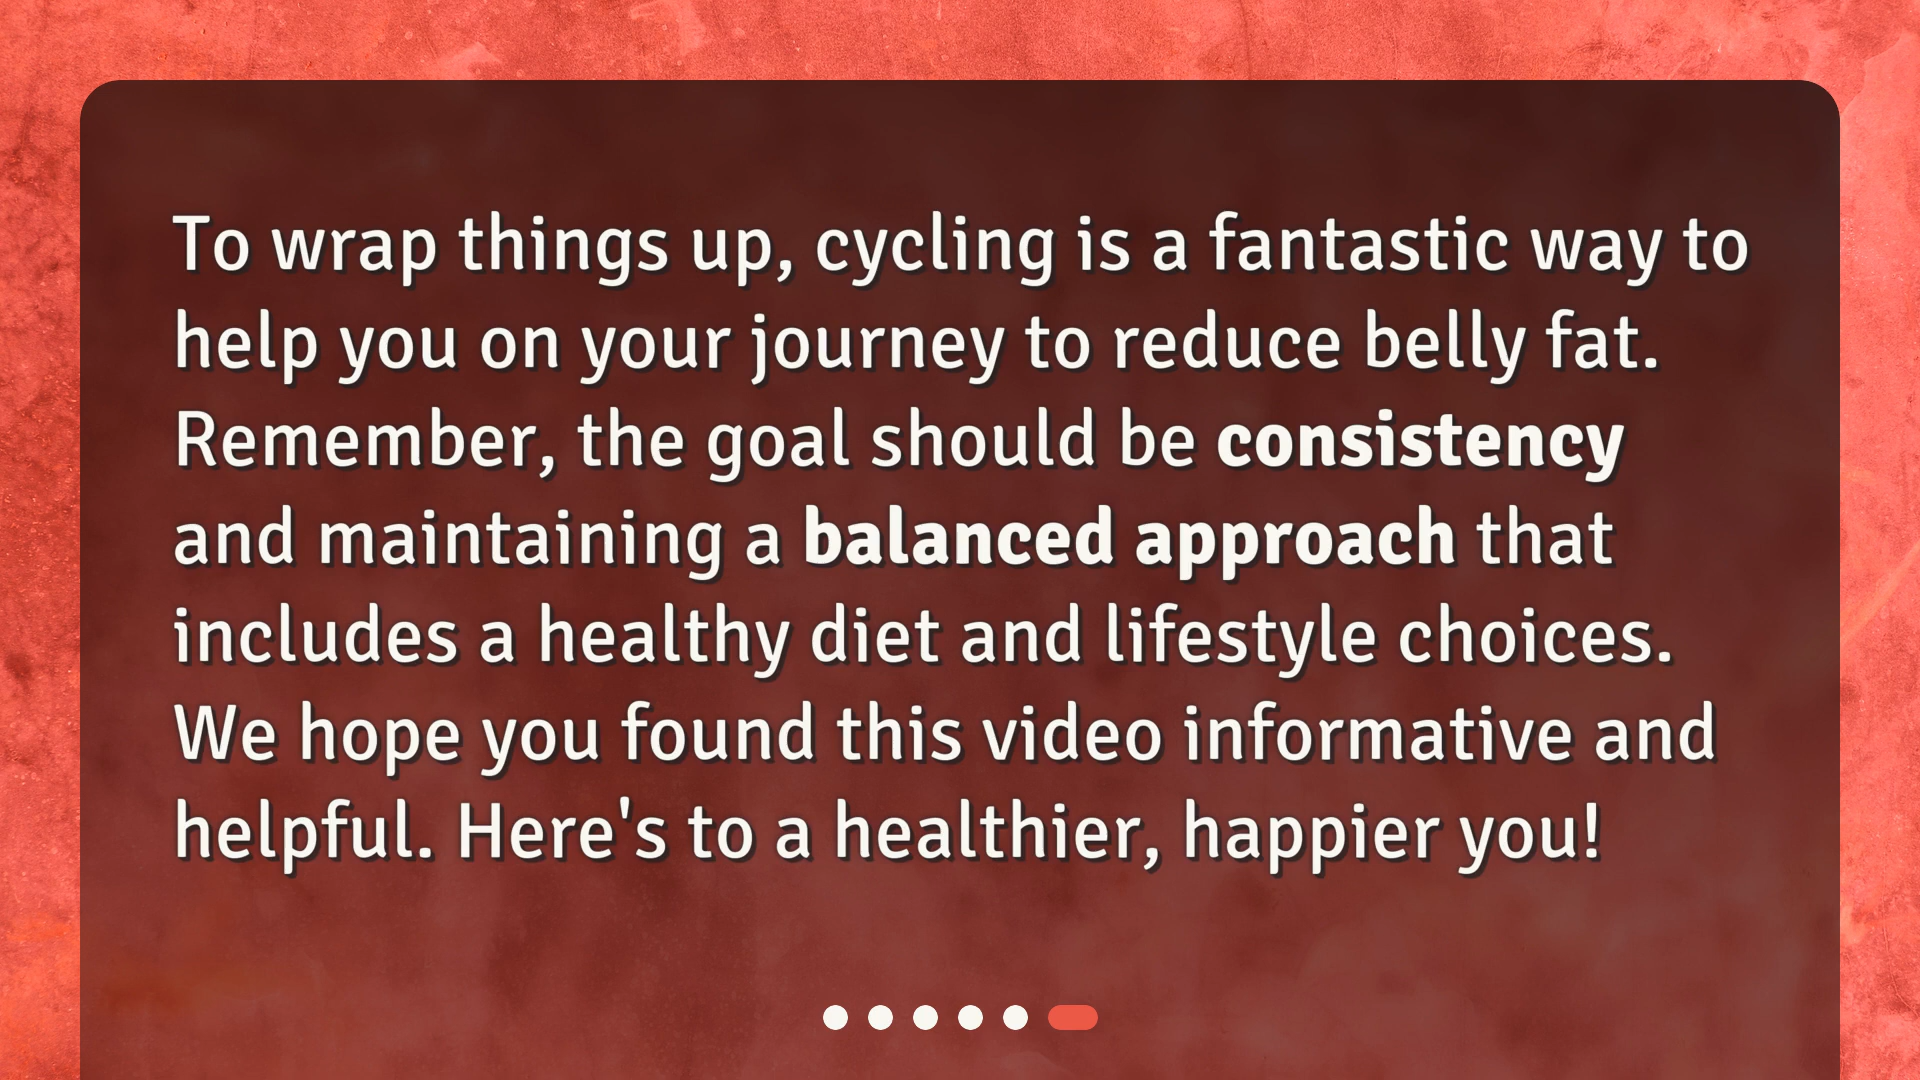 To wrap things up, cycling is a fantastic way to
help you on your journey to reduce belly fat.
Remember, the goal should be consistency
and maintaining a balanced approach that
includes a healthy diet and lifestyle choices.
We hope you found this video informative and
helpful. Here's to a healthier, happier you!